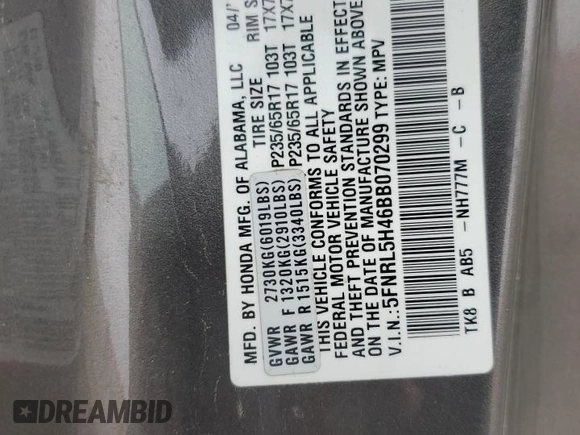 MFD. BY HONDA MFG. OF ALABAMA, LLC 04/
TIRE SIZE RIM S
GVWR 2730KG(6019LBS)
GAWR F 1320KG(2910LBS) P235/65R17 103T 17X7
GAWR R 1515KG(3340LBS) P235/65R17 103T 17X7
THIS VEHICLE CONFORMS TO ALL APPLICABLE
FEDERAL MOTOR VEHICLE SAFETY
AND THEFT PREVENTION STANDARDS IN EFFECT
ON THE DATE OF MANUFACTURE SHOWN ABOVE
V.I.N.:5FNRL5H46BB070299 TYPE: MPV
TK8 B AB5 -NH777M -C -B
DREAMBID